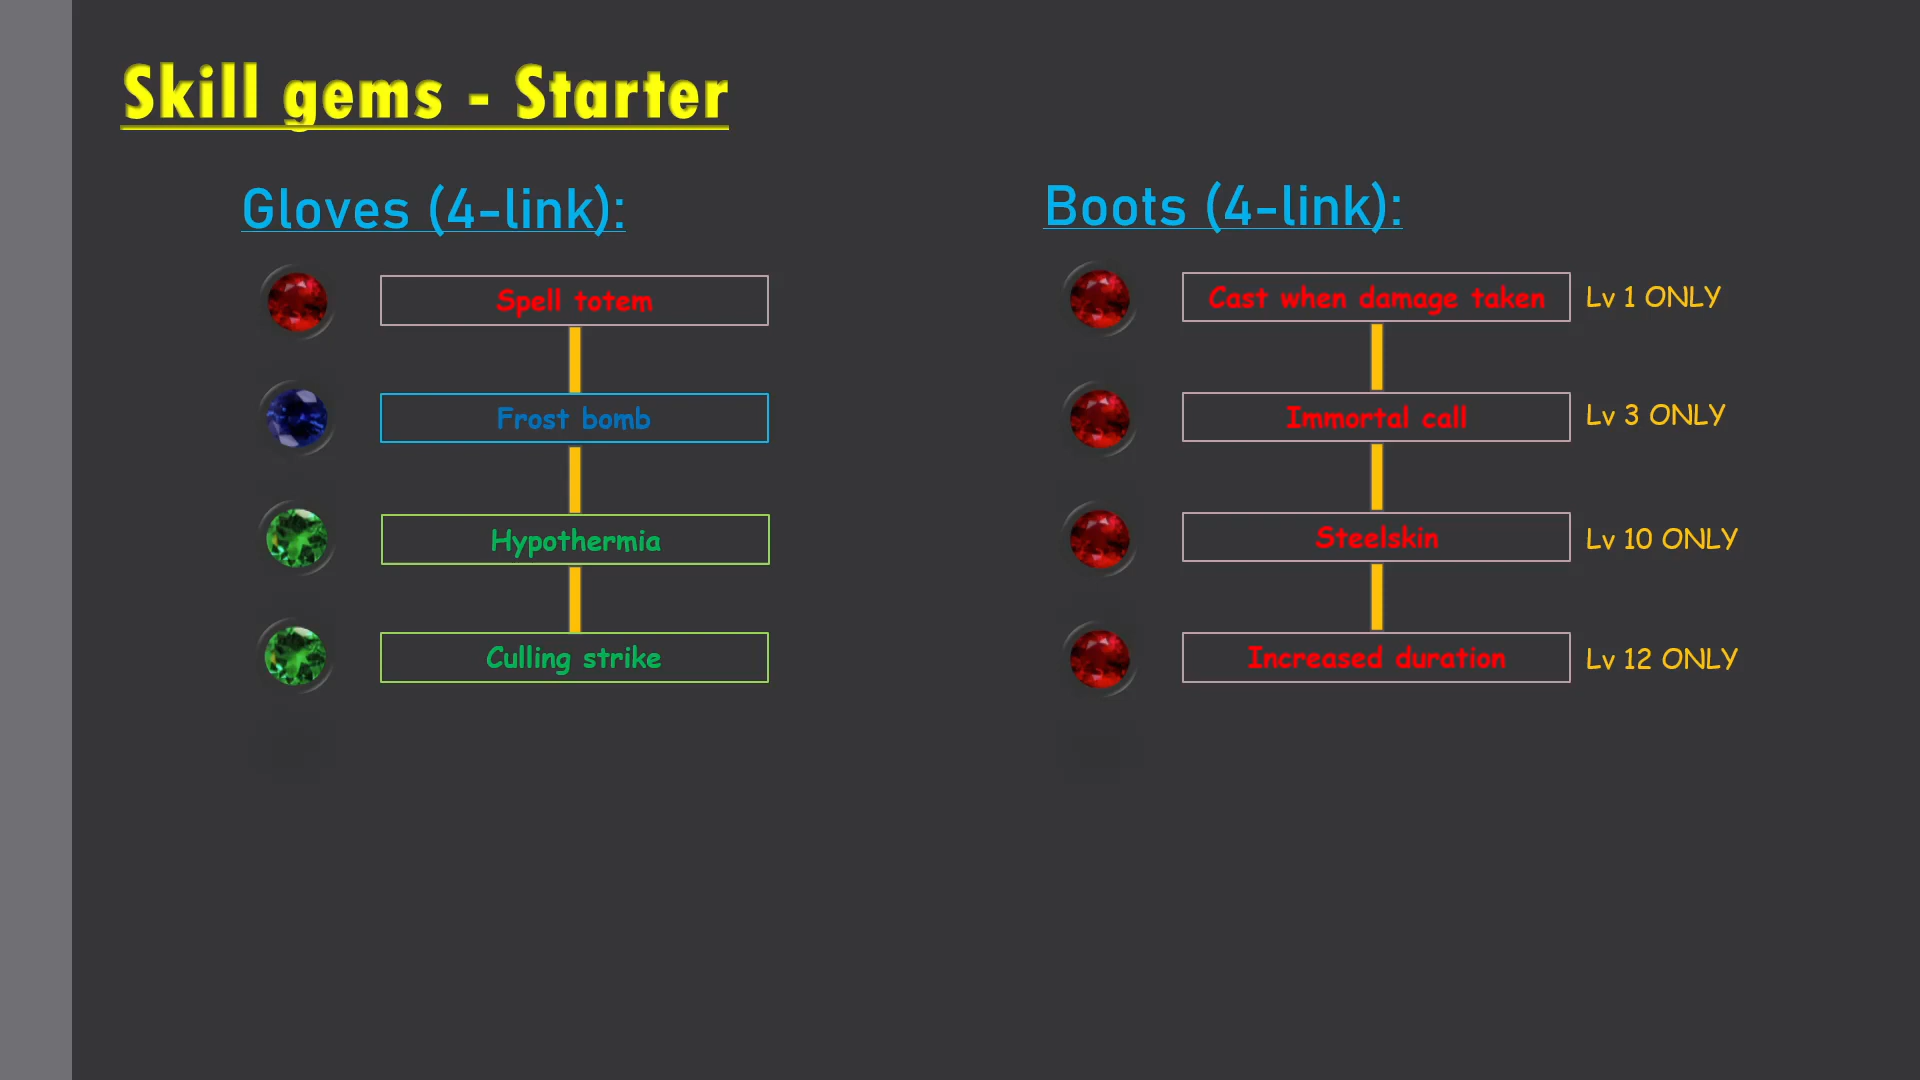 Skill gems - Starter
Gloves (4-link):
Spell totem
Frost bomb
Hypothermia
Culling strike
Boots (4-link):
Cast when damage taken Lv 1 ONLY
Immortal call Lv 3 ONLY
Steelskin Lv 10 ONLY
Increased duration Lv 12 ONLY